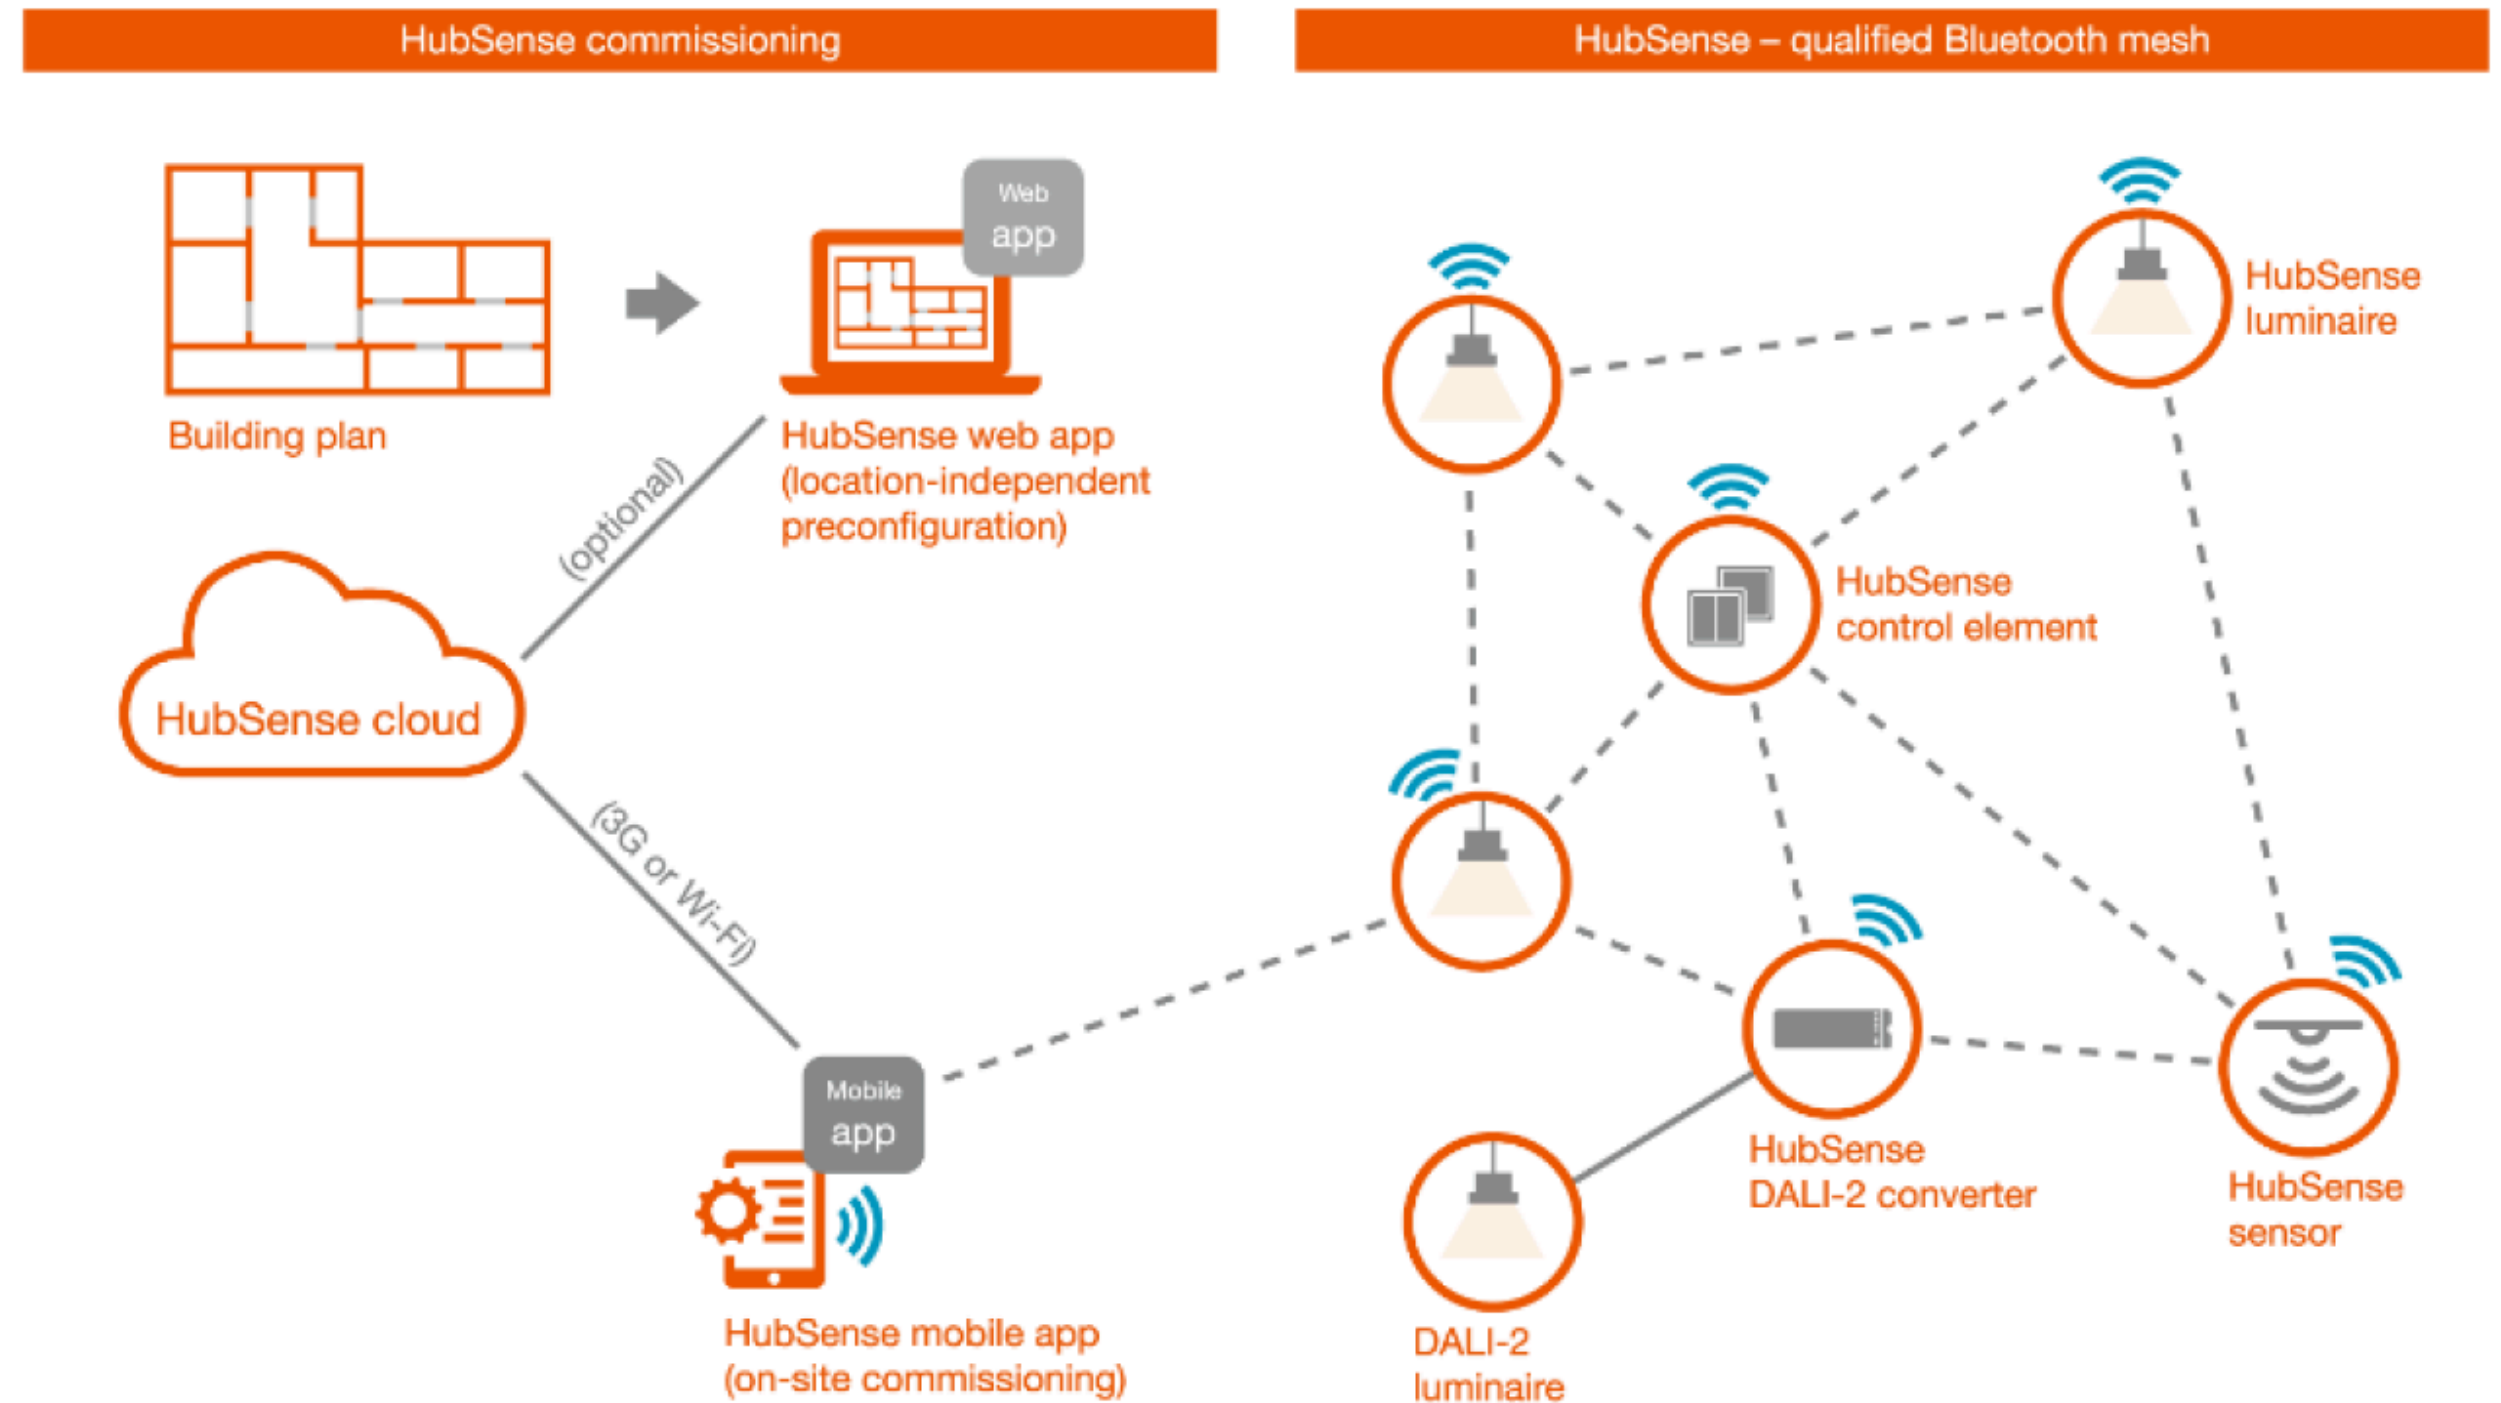 HubSense commissioning
HubSense – qualified Bluetooth mesh
Web
app
Building plan
HubSense web app
(location-independent
preconfiguration)
(optional)
HubSense cloud
(3G or Wi-Fi)
Mobile
app
HubSense mobile app
(on-site commissioning)
HubSense
luminaire
HubSense
control element
HubSense
DALI-2 converter
HubSense
sensor
DALI-2
luminaire